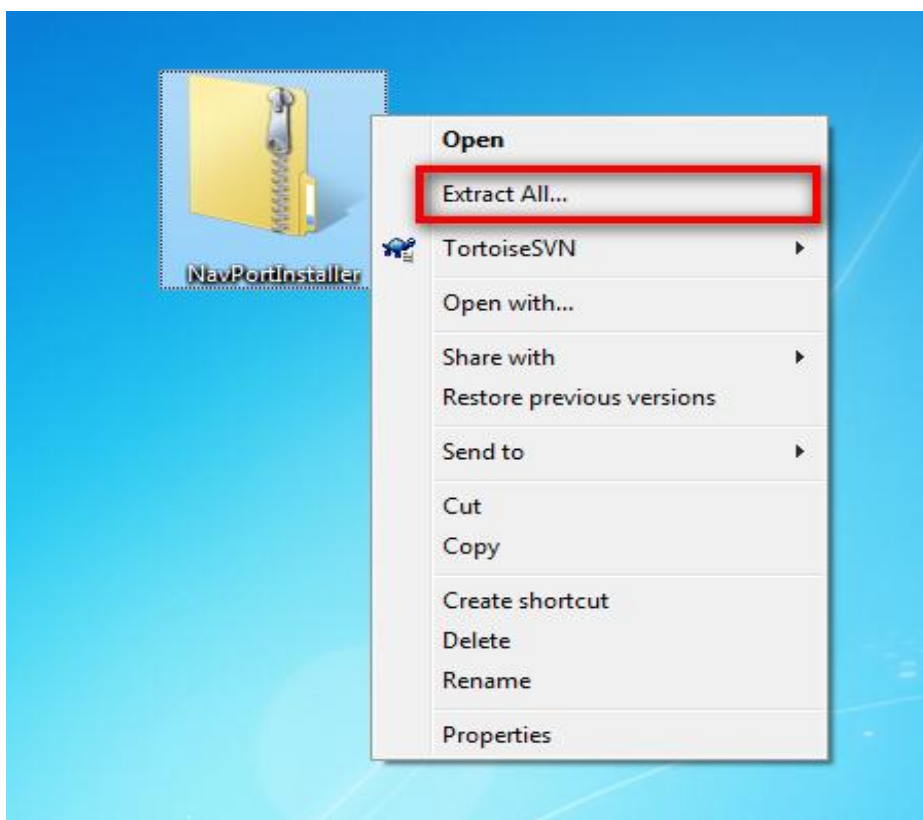 NavPortInstaller
Open
Extract All...
TortoiseSVN
Open with...
Share with
Restore previous versions
Send to
Cut
Copy
Create shortcut
Delete
Rename
Properties